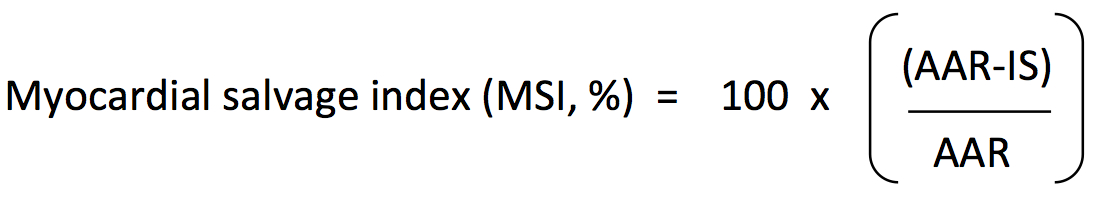 Myocardial salvage index (MSI, %) = 100 x (AAR-IS)
AAR